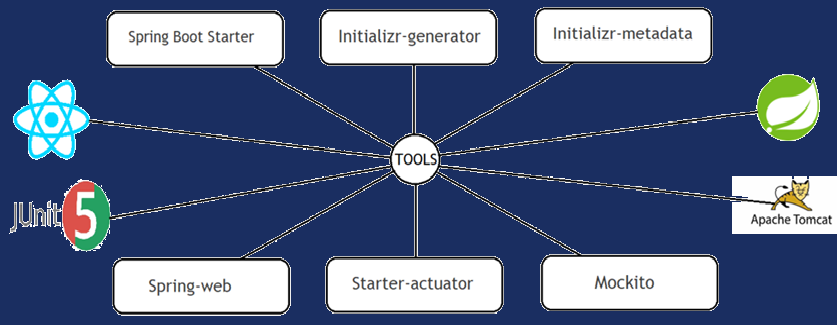 Spring Boot Starter
Initializr-generator
Initializr-metadata
TOOLS
JUnit 5
Apache Tomcat
Spring-web
Starter-actuator
Mockito